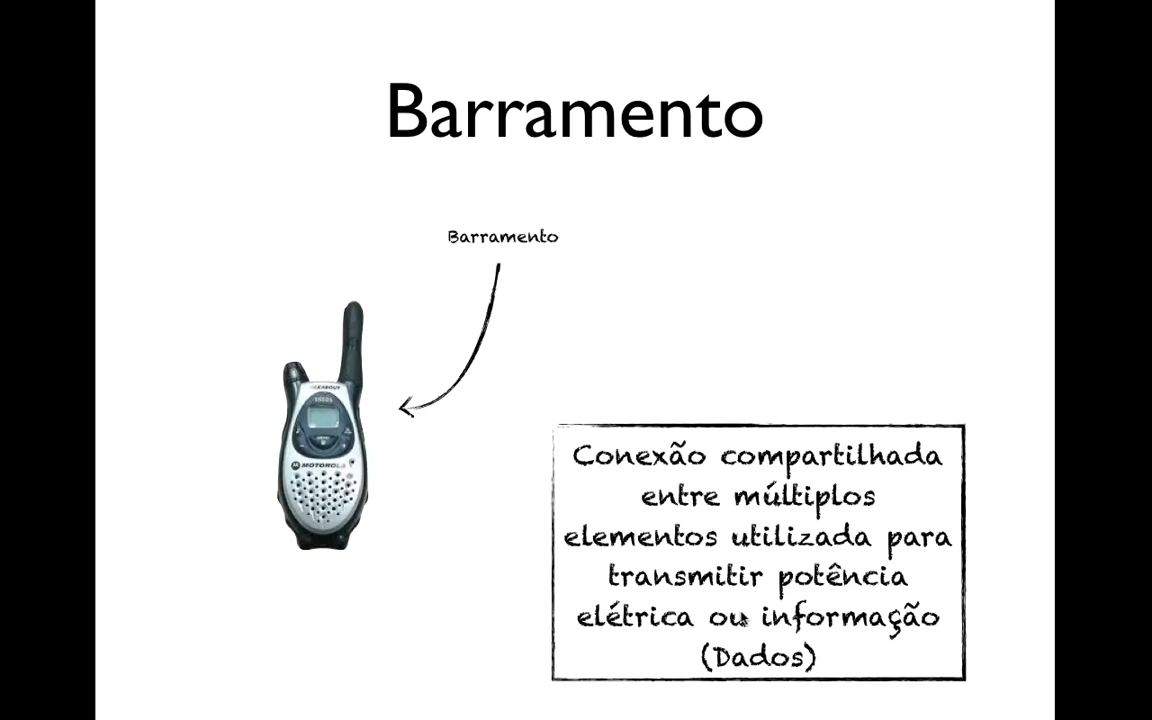 Barramento
Barramento
MOTOROLA
Conexão compartilhada
entre múltiplos
elementos utilizada para
transmitir potência
elétrica ou informação
(Dados)